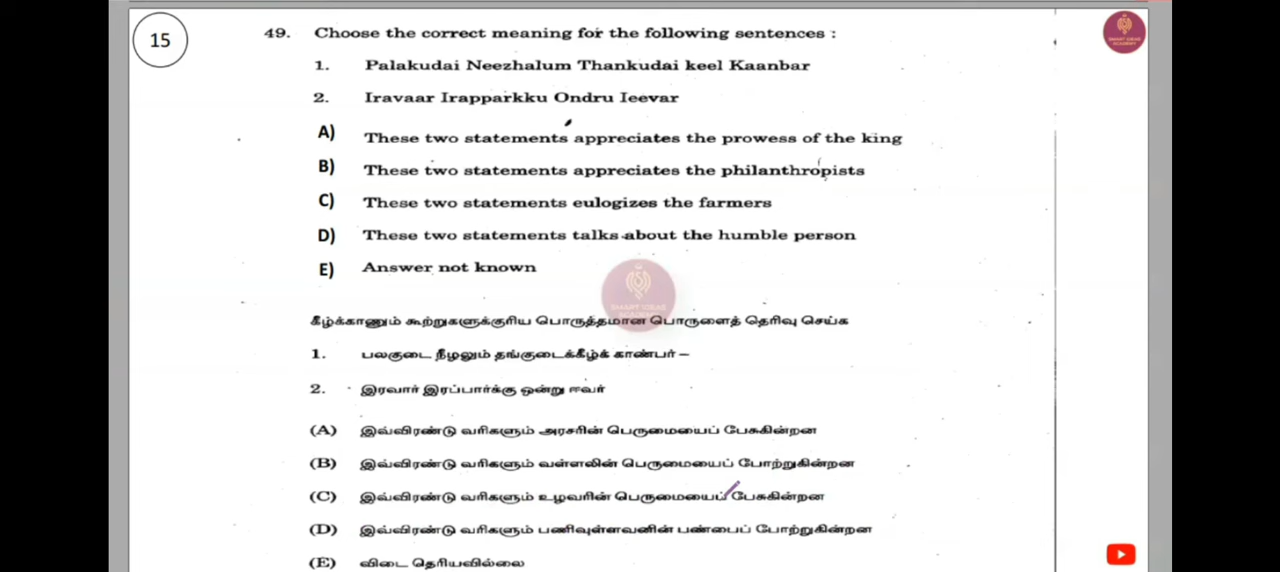 15
49. Choose the correct meaning for the following sentences :
1. Palakudai Neezhalum Thankudai keel Kaanbar
2. Iravaar Irapparkku Ondru Ieevar
A) These two statements appreciates the prowess of the king
B) These two statements appreciates the philanthropists
C) These two statements eulogizes the farmers
D) These two statements talks about the humble person
E) Answer not known
SMART IDEAS
ACADEMY
கீழ்க்காணும் கூற்றுகளுக்குரிய பொருத்தமான பொருளைத் தெரிவு செய்க
1. பலகுடை நீழலும் தங்குடைக்கீழ்க் காண்பர் –
2. இரவார் இரப்பார்க்கு ஒன்று ஈவர்
(A) இவ்விரண்டு வரிகளும் அரசரின் பெருமையைப் பேசுகின்றன
(B) இவ்விரண்டு வரிகளும் வள்ளலின் பெருமையைப் போற்றுகின்றன
(C) இவ்விரண்டு வரிகளும் உழவரின் பெருமையைப் பேசுகின்றன
(D) இவ்விரண்டு வரிகளும் பணிவுள்ளவனின் பண்பைப் போற்றுகின்றன
(E) விடை தெரியவில்லை